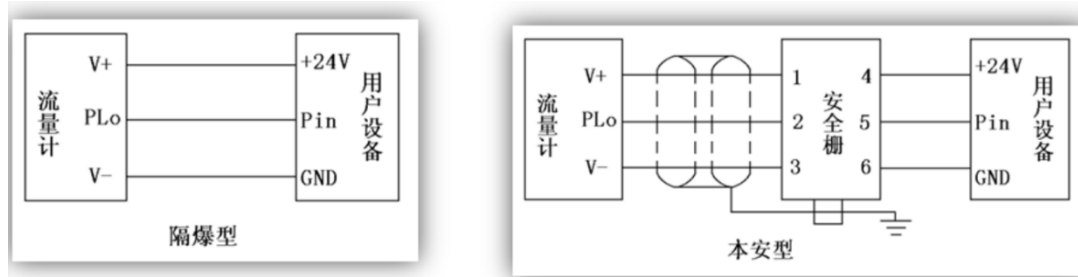 流量计
V+
PLo
V-
+24V
Pin
GND
用户设备
隔爆型
流量计
V+
PLo
V-
1
2
3
安全栅
4
5
6
+24V
Pin
GND
用户设备
本安型